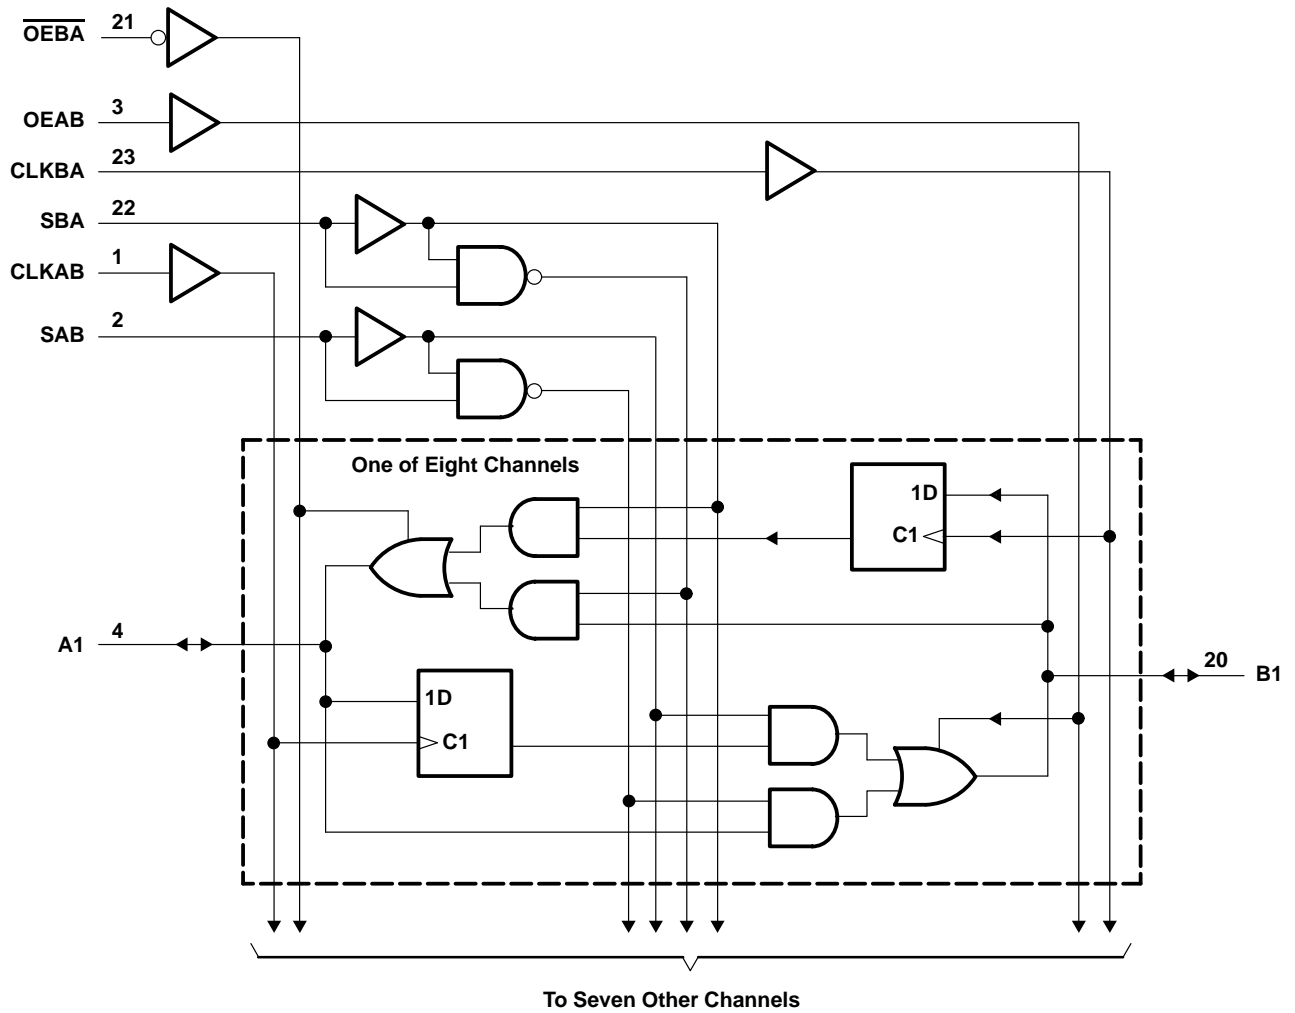 OEBA 21
OEAB 3
CLKBA 23
SBA 22
CLKAB 1
SAB 2
One of Eight Channels
1D
C1
A1 4
1D
C1
20 B1
To Seven Other Channels